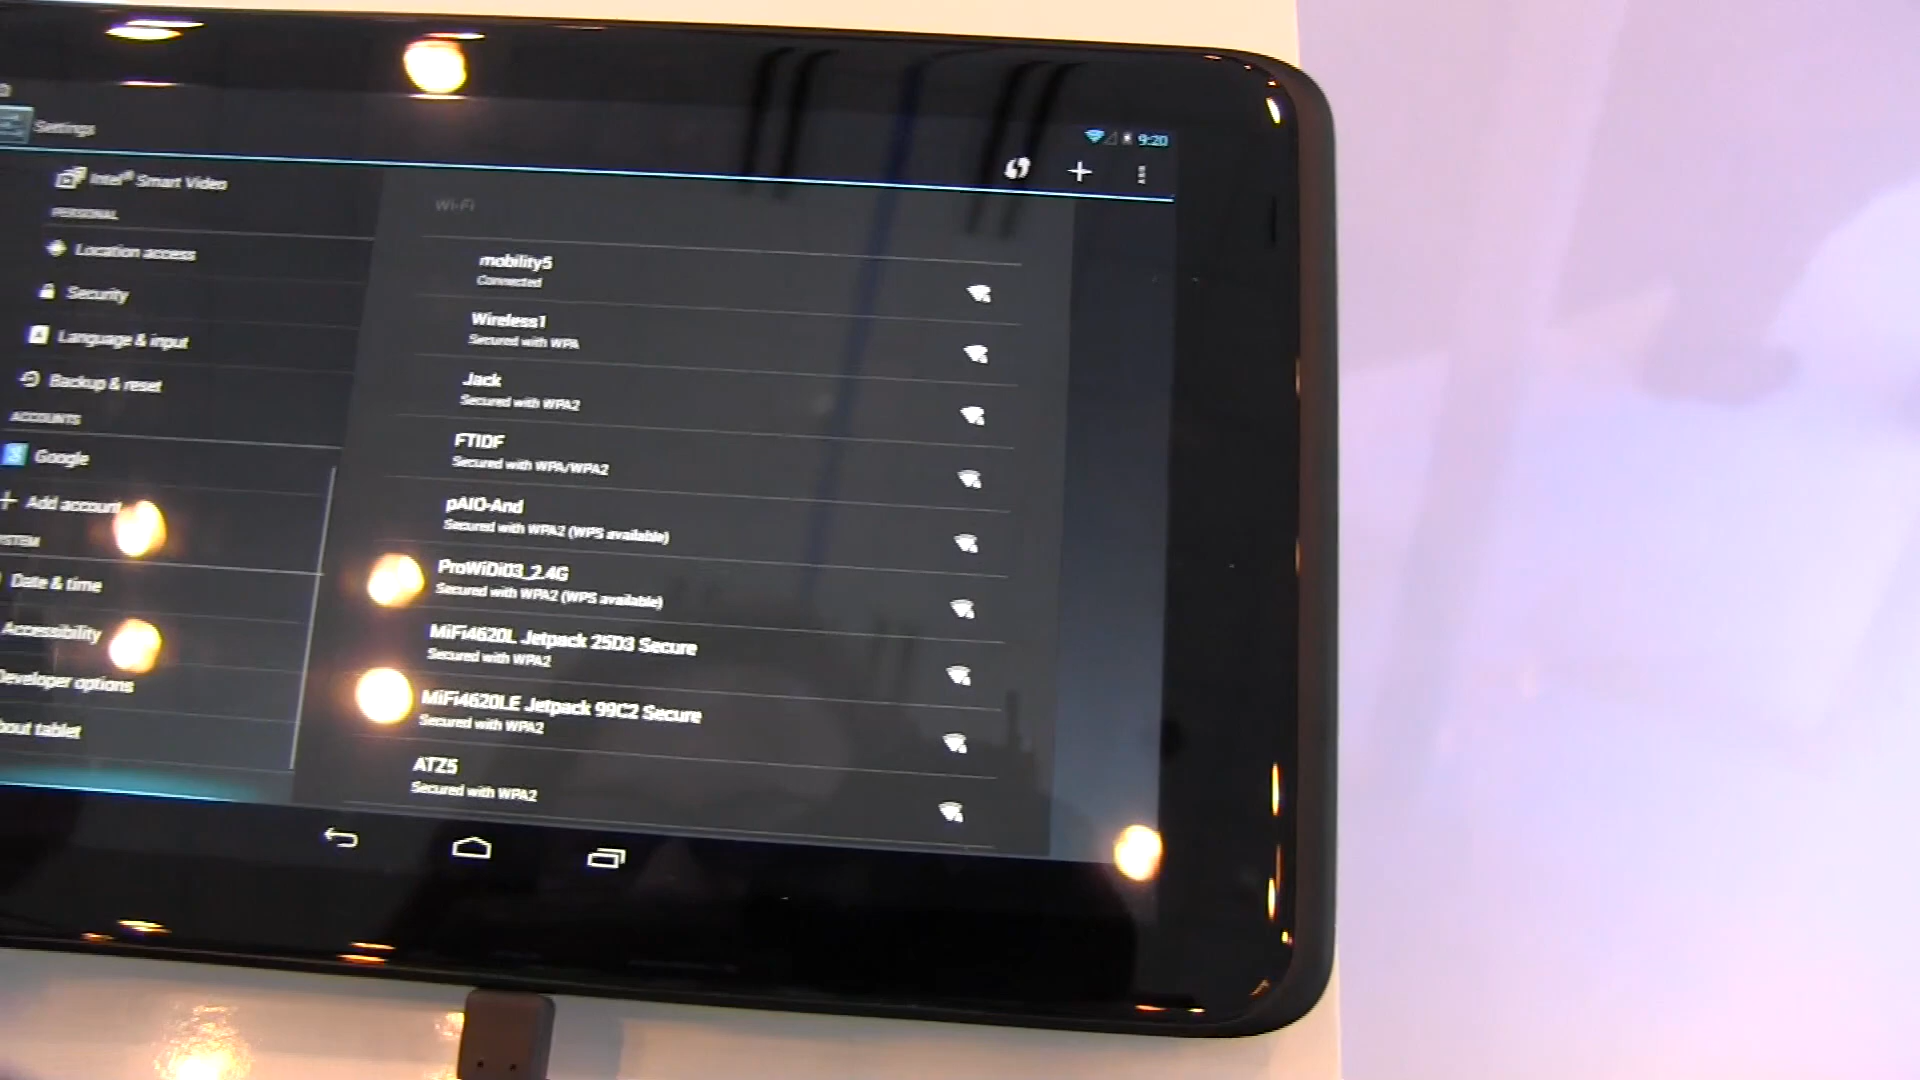 Settings
9:20
Intel® Smart Video
PERSONAL
Location access
Security
Language & input
Backup & reset
ACCOUNTS
Google
Add account
YSTEM
Date & time
Accessibility
Developer options
bout tablet
Wi-Fi
mobility5
Connected
Wireless1
Secured with WPA
Jack
Secured with WPA2
FTIDF
Secured with WPA/WPA2
pAIO-And
Secured with WPA2 (WPS available)
ProWiDi03_2.4G
Secured with WPA2 (WPS available)
MiFi4620L Jetpack 25D3 Secure
Secured with WPA2
MiFi4620LE Jetpack 99C2 Secure
Secured with WPA2
ATZ5
Secured with WPA2